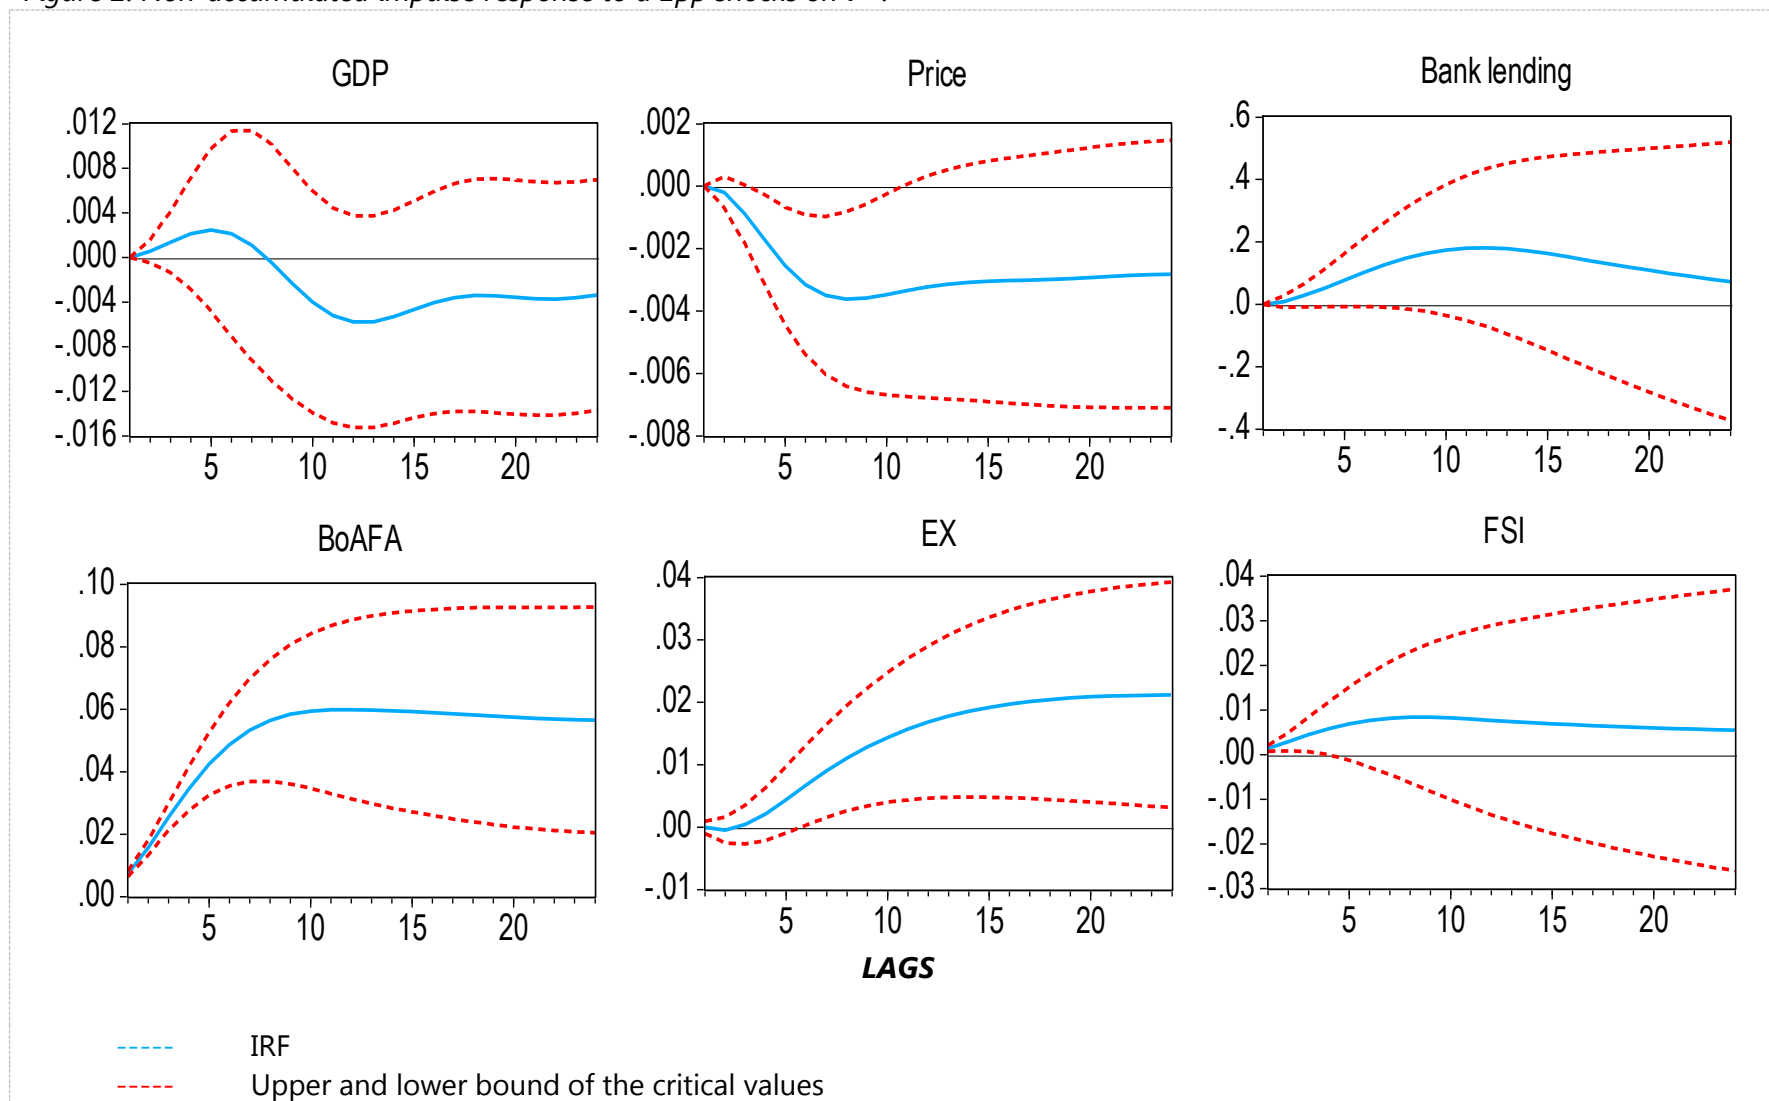 GDP
Price
Bank lending
.012
.008
.004
.000
-.004
-.008
-.012
-.016
5 10 15 20
.002
.000
-.002
-.004
-.006
-.008
5 10 15 20
.6
.4
.2
.0
-.2
-.4
5 10 15 20
BoAFA
EX
FSI
.10
.08
.06
.04
.02
.00
5 10 15 20
.04
.03
.02
.01
.00
-.01
5 10 15 20
.04
.03
.02
.01
.00
-.01
-.02
-.03
5 10 15 20
LAGS
IRF
Upper and lower bound of the critical values